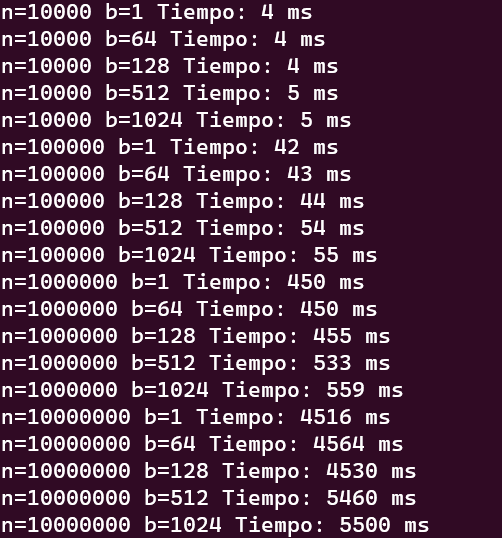 n=10000 b=1 Tiempo: 4 ms
n=10000 b=64 Tiempo: 4 ms
n=10000 b=128 Tiempo: 4 ms
n=10000 b=512 Tiempo: 5 ms
n=10000 b=1024 Tiempo: 5 ms
n=100000 b=1 Tiempo: 42 ms
n=100000 b=64 Tiempo: 43 ms
n=100000 b=128 Tiempo: 44 ms
n=100000 b=512 Tiempo: 54 ms
n=100000 b=1024 Tiempo: 55 ms
n=1000000 b=1 Tiempo: 450 ms
n=1000000 b=64 Tiempo: 450 ms
n=1000000 b=128 Tiempo: 455 ms
n=1000000 b=512 Tiempo: 533 ms
n=1000000 b=1024 Tiempo: 559 ms
n=10000000 b=1 Tiempo: 4516 ms
n=10000000 b=64 Tiempo: 4564 ms
n=10000000 b=128 Tiempo: 4530 ms
n=10000000 b=512 Tiempo: 5460 ms
n=10000000 b=1024 Tiempo: 5500 ms